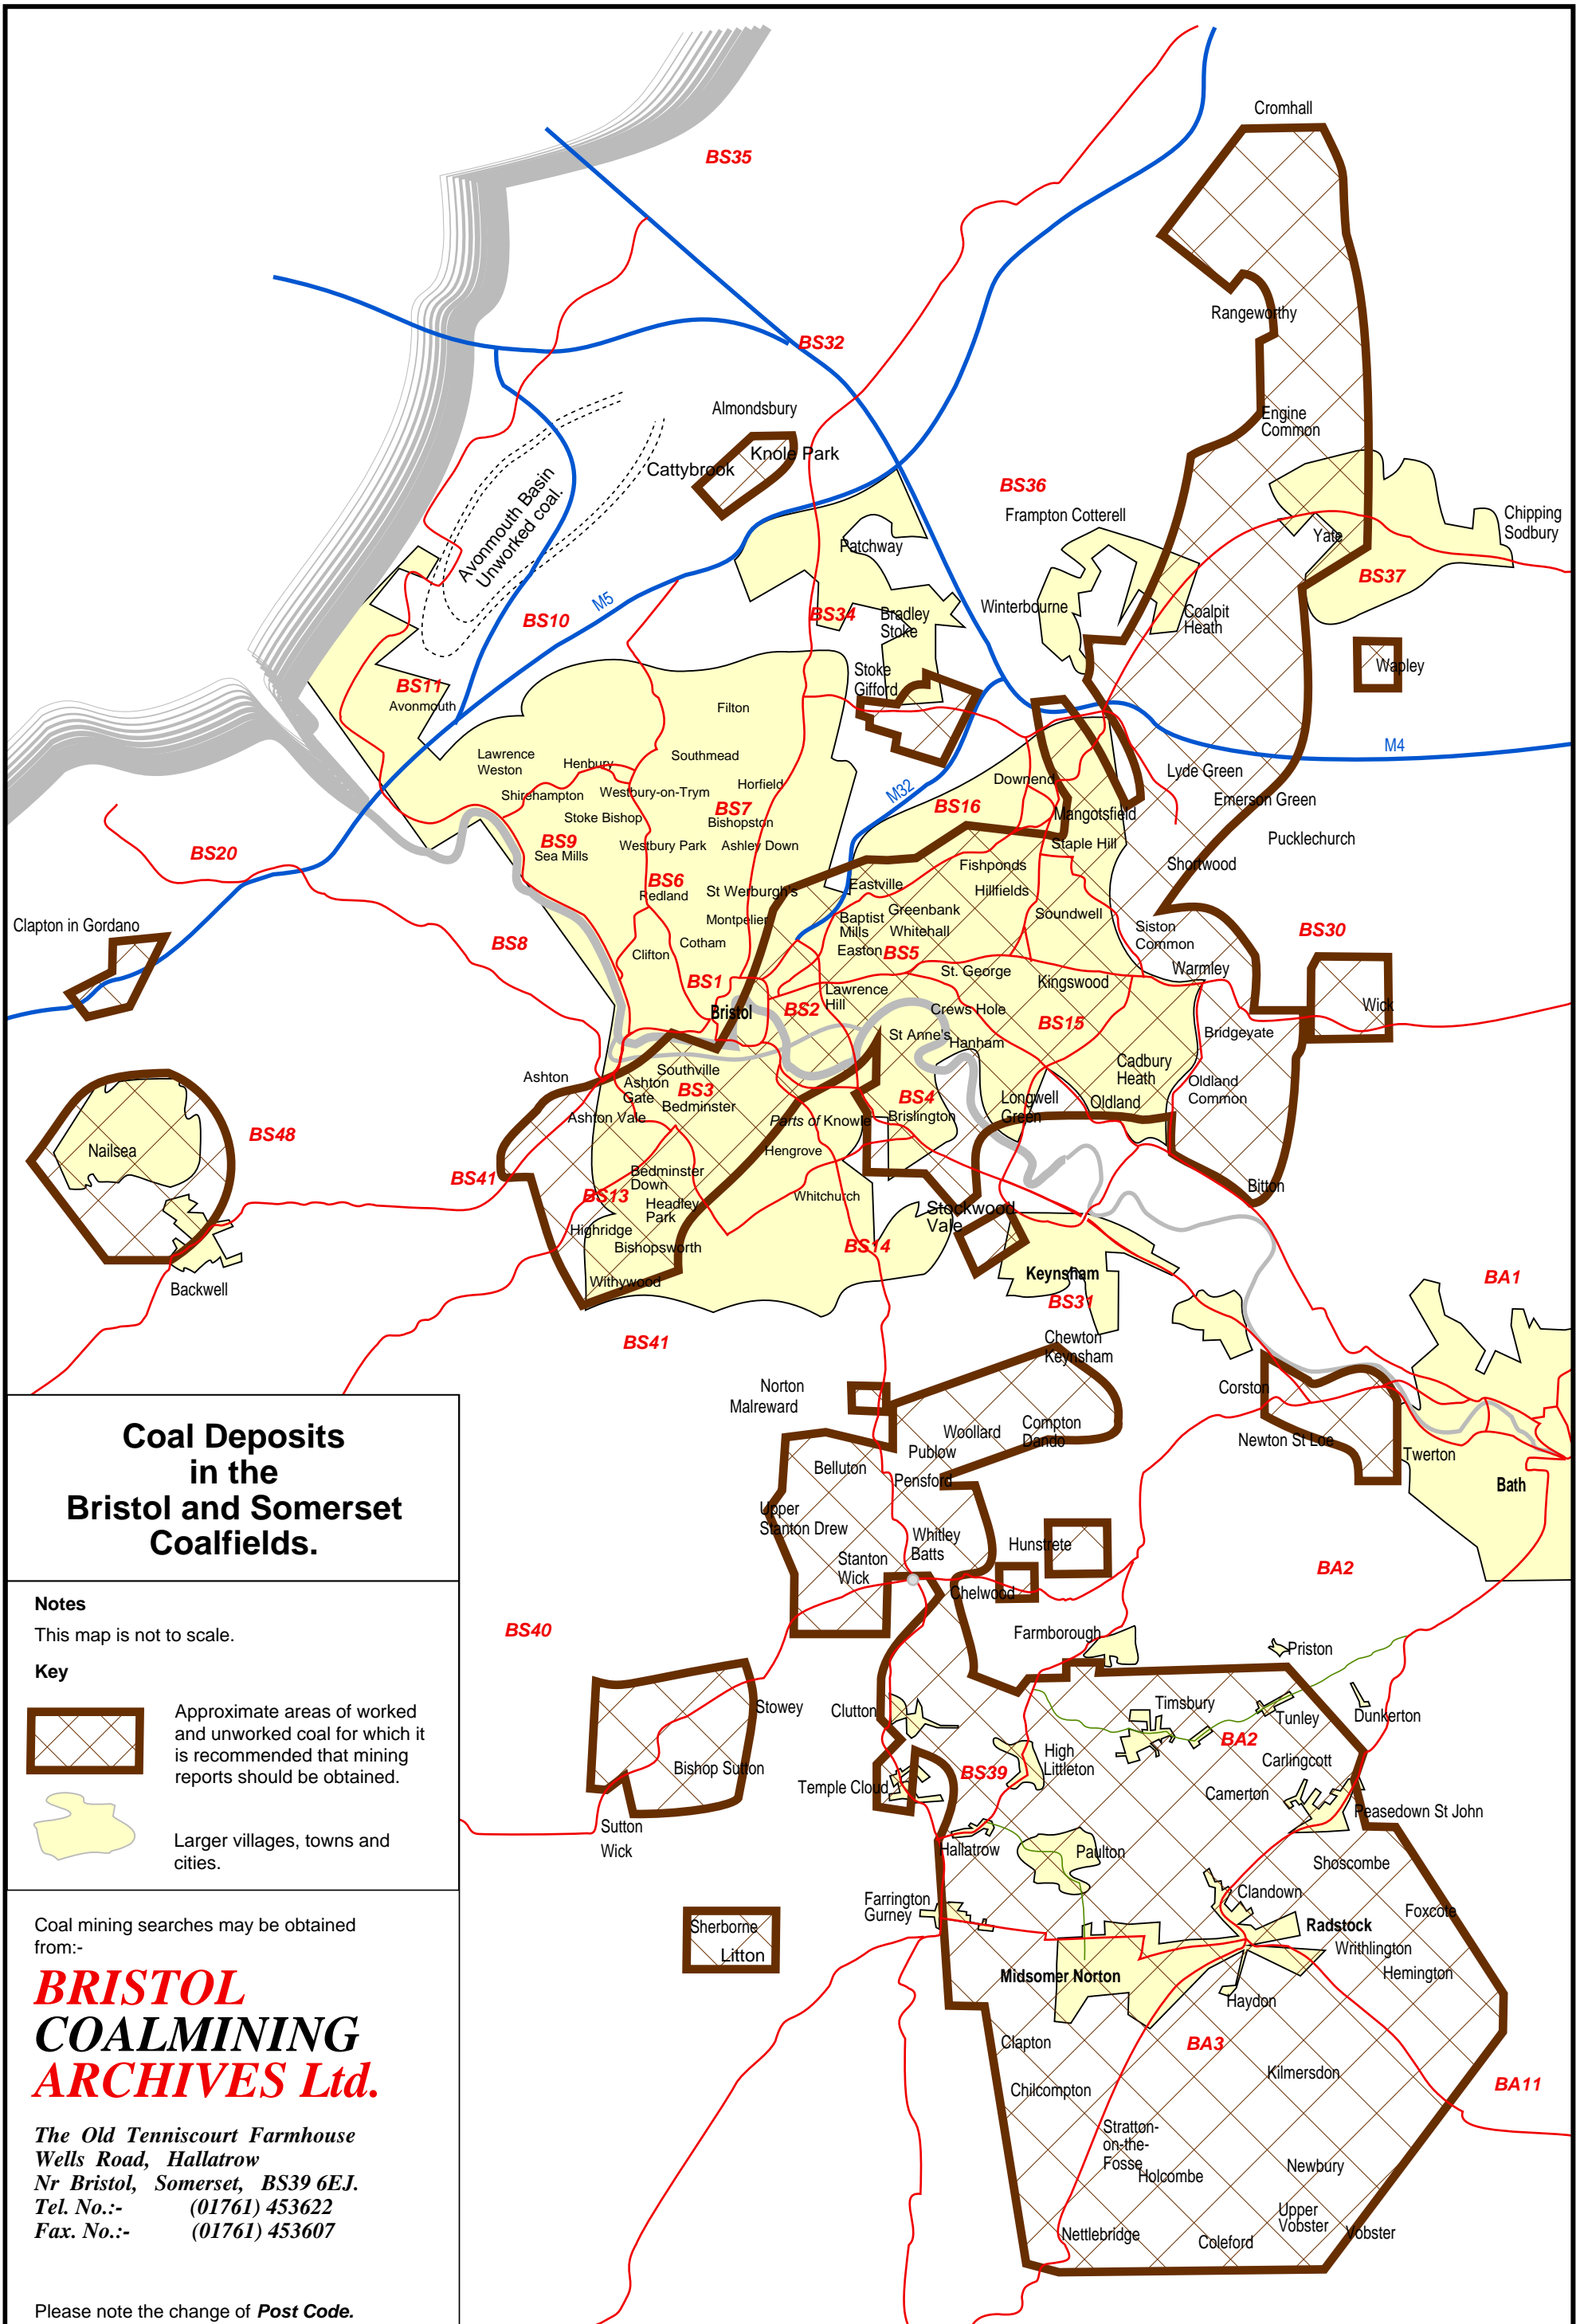 Cromhall
BS35
Rangeworthy
BS32
Almondsbury
Engine
Common
Knole Park
Cattybrook
Avonmouth Basin
Unworked coal.
BS36
Frampton Cotterell
Chipping
Sodbury
Yate
Patchway
BS37
M5
BS10
BS34
Bradley
Stoke
Winterbourne
Coalpit
Heath
Stoke
Gifford
Wapley
BS11
Avonmouth
Filton
M4
Lawrence
Weston
Henbury
Southmead
Lyde Green
Downend
Horfield
Shirehampton
Westbury-on-Trym
M32
Emerson Green
BS7
BS16
Stoke Bishop
Bishopston
Mangotsfield
Pucklechurch
BS9
Sea Mills
Westbury Park
Ashley Down
Staple Hill
BS20
Fishponds
Shortwood
BS6
Redland
St Werburgh's
Eastville
Hillfields
Clapton in Gordano
Montpelier
Baptist
Mills
Greenbank
Whitehall
Soundwell
Siston
Common
BS30
BS8
Cotham
Clifton
Easton
BS5
St. George
Warmley
BS1
Kingswood
Bristol
BS2
Lawrence
Hill
Crews Hole
Wick
BS15
St Anne's
Hanham
Bridgeyate
Ashton
Southville
Cadbury
Heath
Ashton
Gate
BS3
Bedminster
BS4
Brislington
Longwell
Green
Oldland
Oldland
Common
Ashton Vale
Parts of Knowle
Nailsea
BS48
Hengrove
BS41
Bedminster
Down
BS13
Headley
Park
Whitchurch
Bitton
Highridge
Stockwood
Vale
Bishopsworth
BS14
Withywood
Keynsham
Backwell
BS31
BA1
BS41
Chewton
Keynsham
Norton
Malreward
Corston
Woollard
Compton
Dando
Newton St Loe
Publow
Twerton
Belluton
Pensford
Bath
Upper
Stanton Drew
Whitley
Batts
Hunstrete
Stanton
Wick
BA2
Chelwood
BS40
Farmborough
Priston
Stowey
Clutton
Timsbury
Tunley
Dunkerton
BA2
Bishop Sutton
High
Littleton
Carlingcott
BS39
Temple Cloud
Camerton
Peasedown St John
Sutton
Wick
Hallatrow
Paulton
Shoscombe
Farrington
Gurney
Clandown
Foxcote
Sherborne
Litton
Radstock
Writhlington
Midsomer Norton
Hemington
Haydon
Clapton
BA3
Chilcompton
Kilmersdon
BA11
Stratton-
on-the-
Fosse
Holcombe
Newbury
Upper
Vobster
Nettlebridge
Coleford
Vobster
Coal Deposits
in the
Bristol and Somerset
Coalfields.
Notes
This map is not to scale.
Key
Approximate areas of worked
and unworked coal for which it
is recommended that mining
reports should be obtained.
Larger villages, towns and
cities.
Coal mining searches may be obtained
from:-
BRISTOL
COALMINING
ARCHIVES Ltd.
The Old Tenniscourt Farmhouse
Wells Road, Hallatrow
Nr Bristol, Somerset, BS39 6EJ.
Tel. No.:- (01761) 453622
Fax. No.:- (01761) 453607
Please note the change of Post Code.